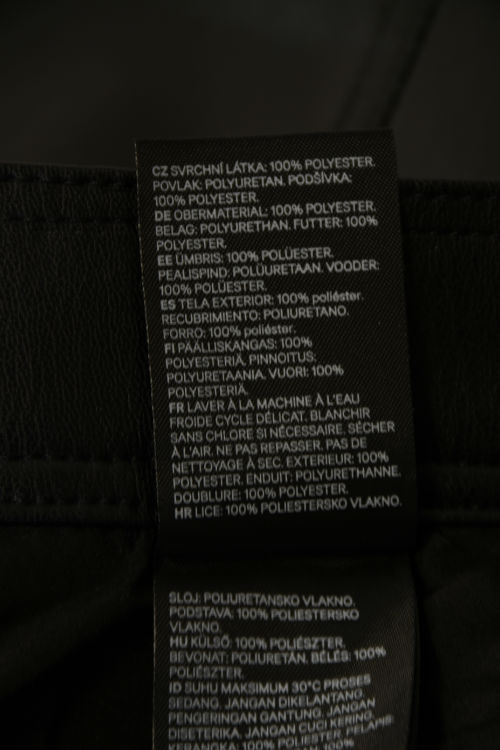 CZ SVRCHNÍ LÁTKA: 100% POLYESTER.
POVLAK: POLYURETAN. PODŠÍVKA:
100% POLYESTER.
DE OBERMATERIAL: 100% POLYESTER.
BELAG: POLYURETHAN. FUTTER: 100%
POLYESTER.
EE ÜMBRIS: 100% POLÜESTER.
PEALISPIND: POLÜURETAAN. VOODER:
100% POLÜESTER.
ES TELA EXTERIOR: 100% poliéster.
RECUBRIMIENTO: POLIURETANO.
FORRO: 100% poliéster.
FI PÄÄLLISKANGAS: 100%
POLYESTERIÄ. PINNOITUS:
POLYURETAANIA. VUORI: 100%
POLYESTERIÄ.
FR LAVER À LA MACHINE À L'EAU
FROIDE CYCLE DÉLICAT. BLANCHIR
SANS CHLORE SI NÉCESSAIRE. SÉCHER
À L'AIR. NE PAS REPASSER. PAS DE
NETTOYAGE À SEC. EXTERIEUR: 100%
POLYESTER. ENDUIT: POLYURETHANNE.
DOUBLURE: 100% POLYESTER.
HR LICE: 100% POLIESTERSKO VLAKNO.
SLOJ: POLIURETANSKO VLAKNO.
PODSTAVA: 100% POLIESTERSKO
VLAKNO.
HU KÜLSŐ: 100% POLIÉSZTER.
BEVONAT: POLIURETÁN. BÉLÉS: 100%
POLIÉSZTER.
ID SUHU MAKSIMUM 30°C PROSES
SEDANG. JANGAN DIKELANTANG.
PENGERINGAN GANTUNG. JANGAN
DISETERIKA. JANGAN CUCI KERING.
KERANGKA: 100% POLIESTER. PELAPIS: